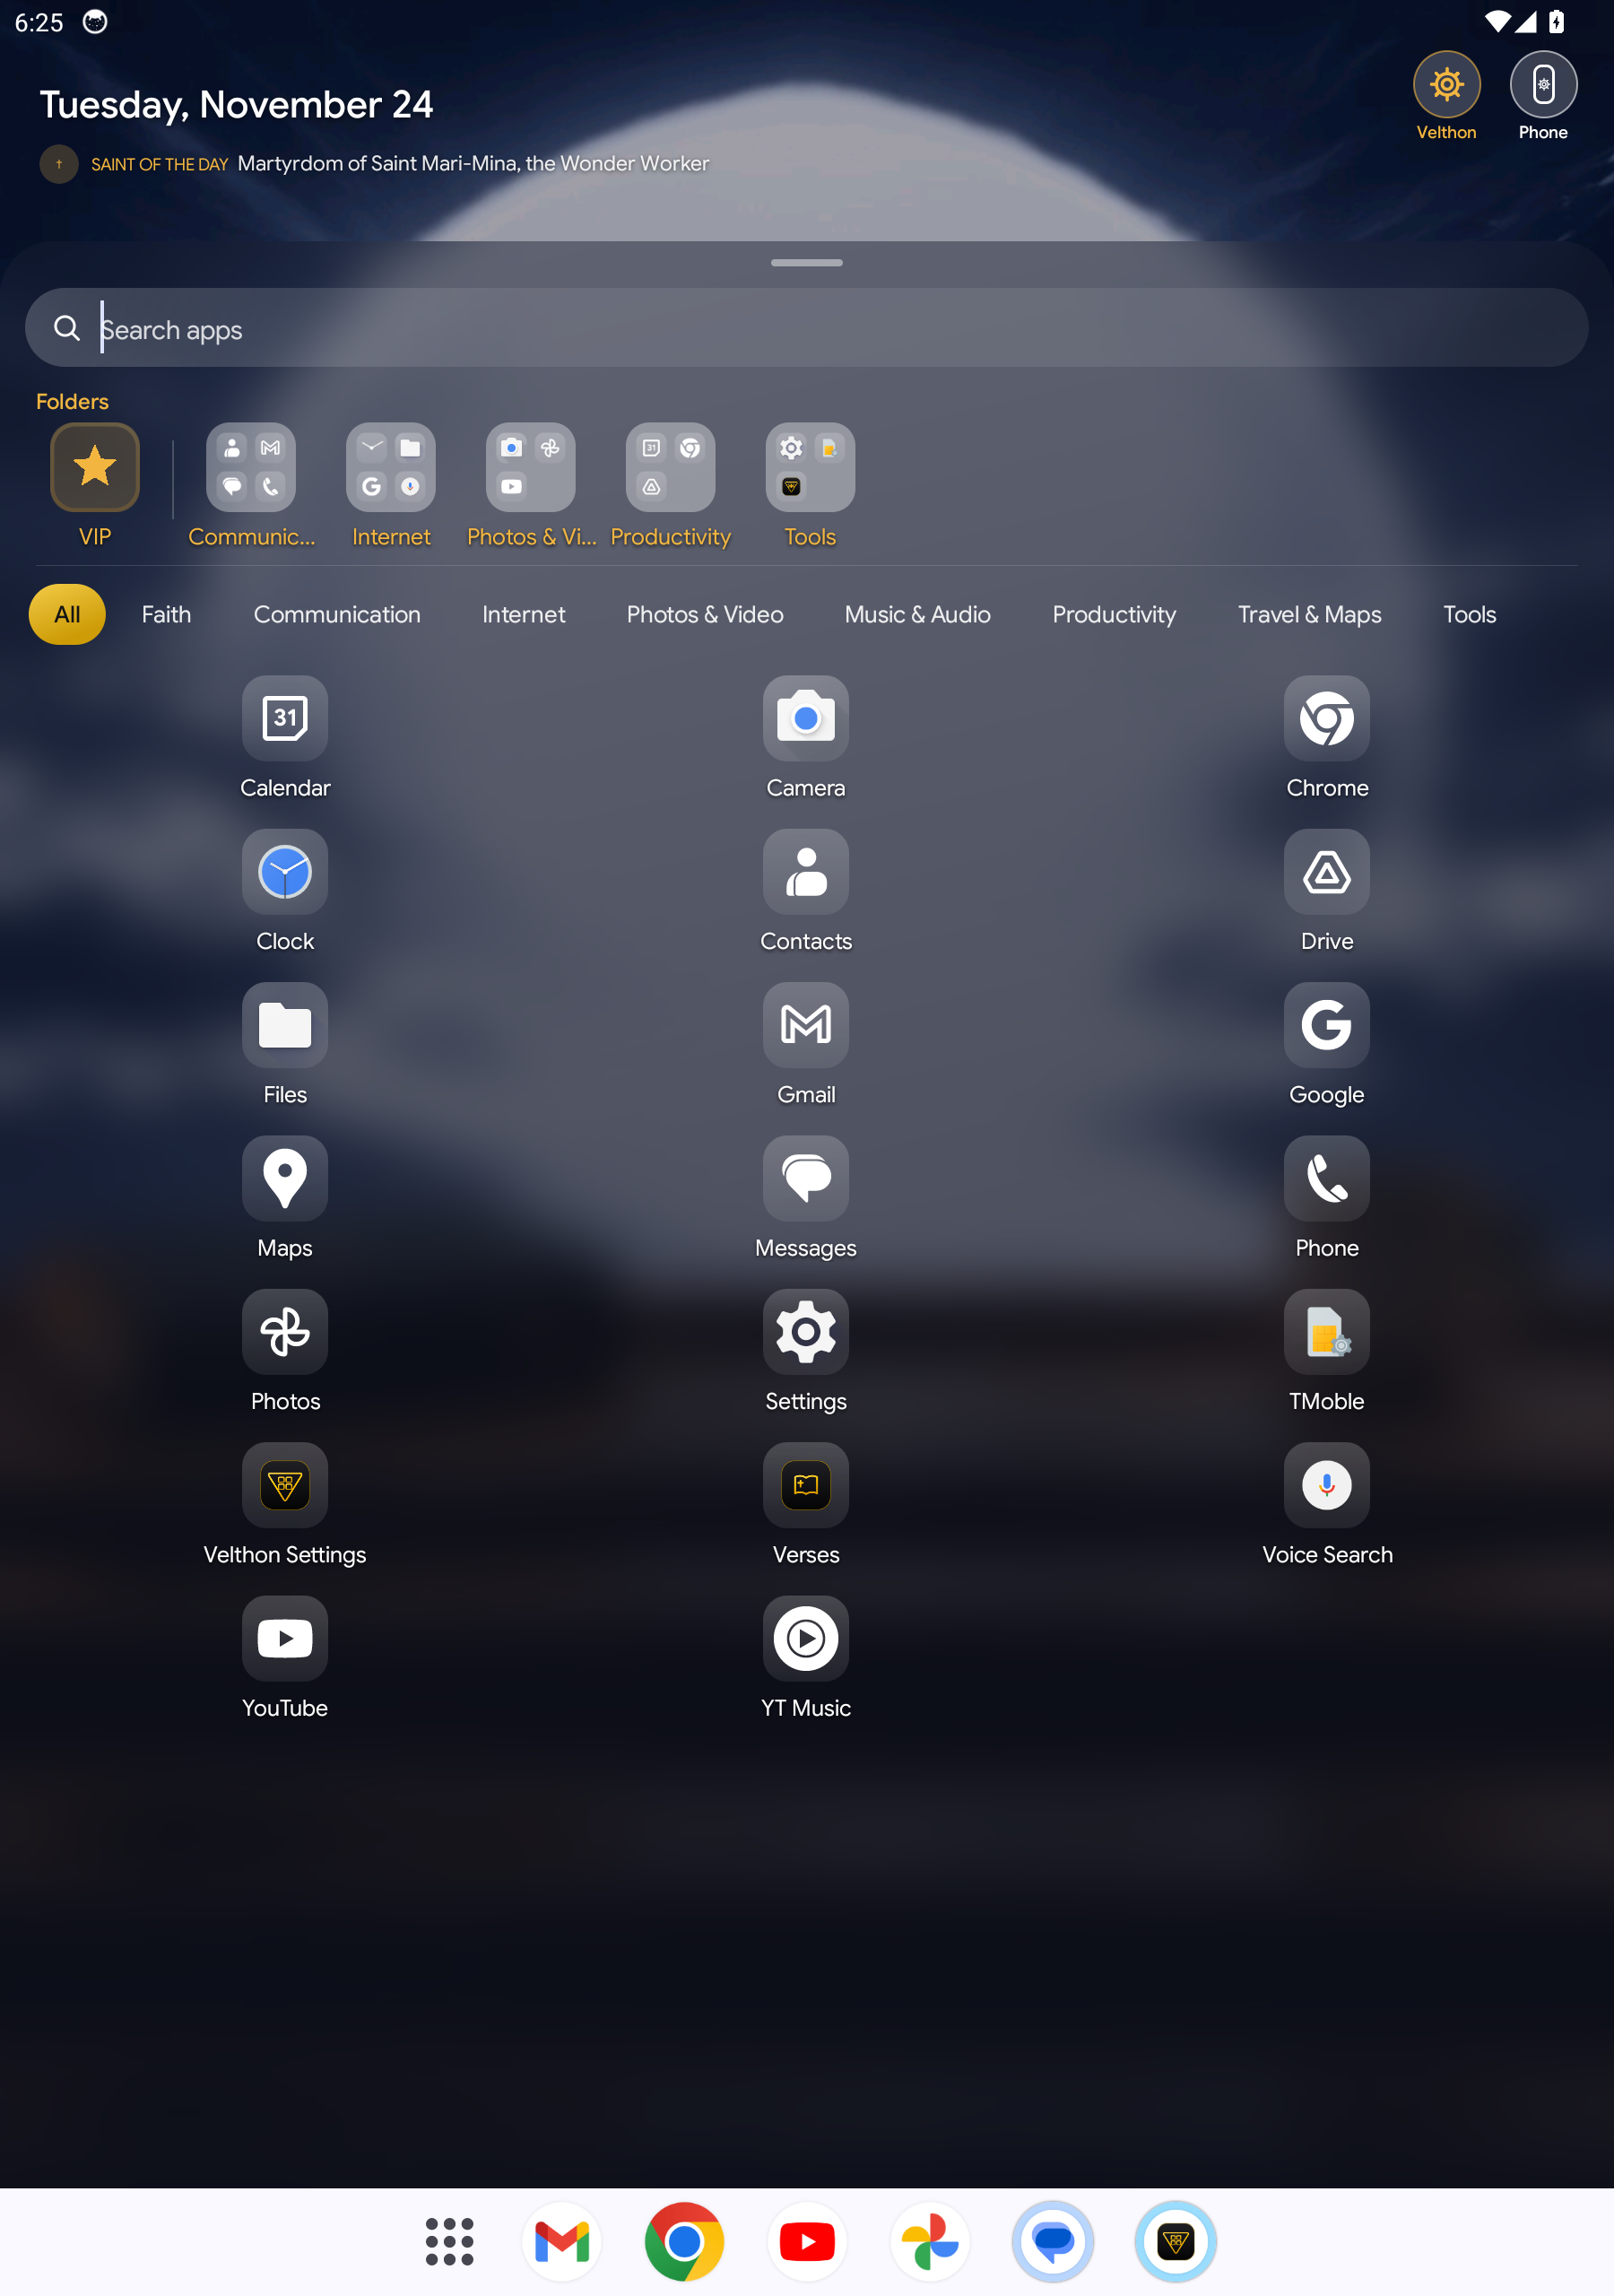 6:25
Tuesday, November 24
SAINT OF THE DAY Martyrdom of Saint Mari-Mina, the Wonder Worker
Velthon Phone
Search apps
Folders
31
VIP Communic... Internet Photos & Vi... Productivity Tools
All Faith Communication Internet Photos & Video Music & Audio Productivity Travel & Maps Tools
31
Calendar Camera Chrome
Clock Contacts Drive
Files Gmail Google
Maps Messages Phone
Photos Settings TMoble
Velthon Settings Verses Voice Search
YouTube YT Music